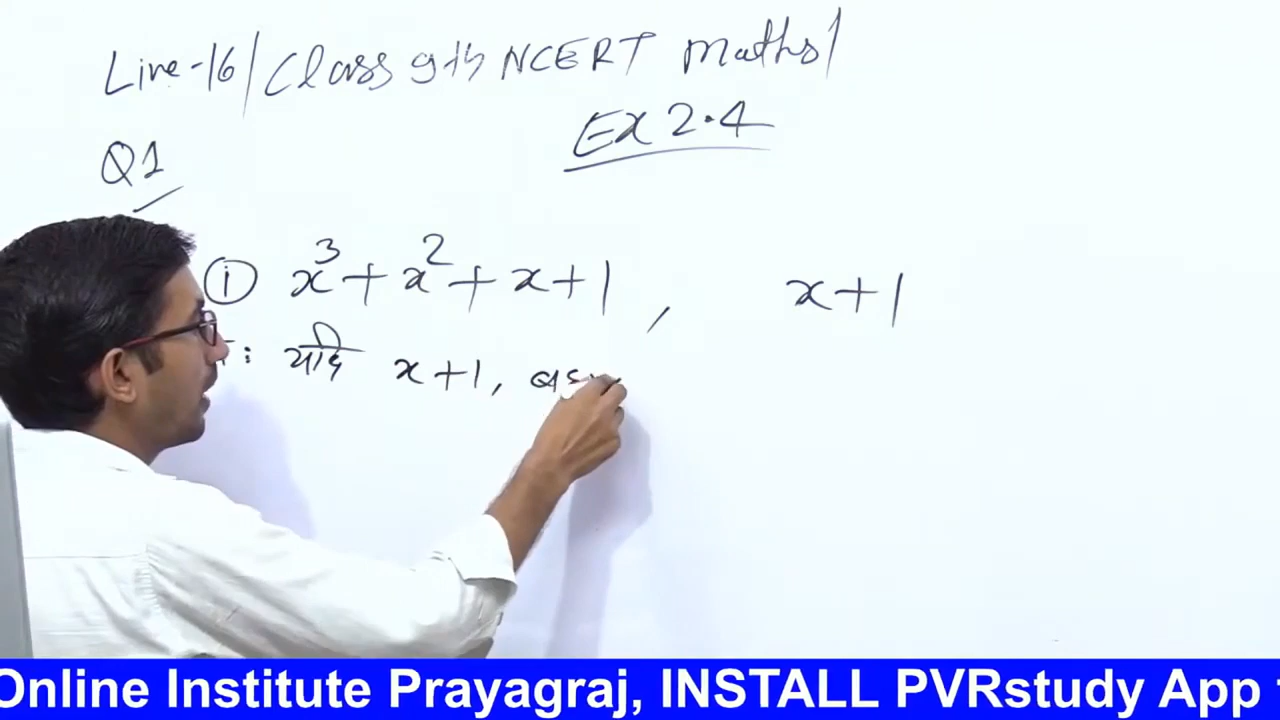 Live-16/Class 9th NCERT Maths/
Ex 2.4
Q1
(i) x³+x²+x+1, x+1
: यदि x+1,
Online Institute Prayagraj, INSTALL PVRstudy App